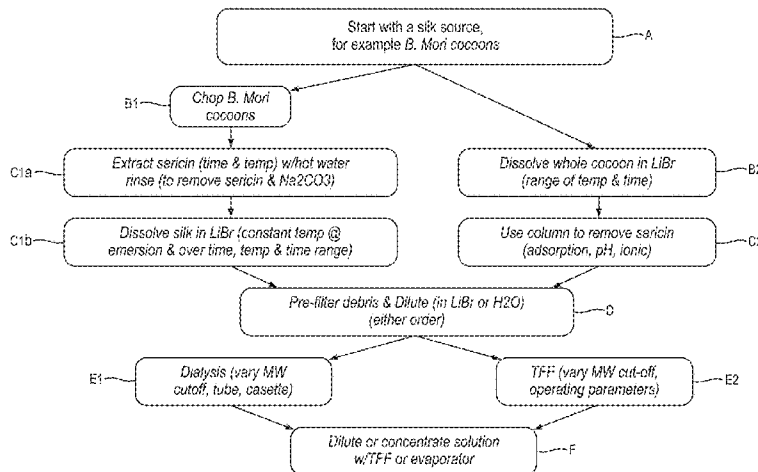 Start with a silk source,
for example B. Mori cocoons
A
B1
Chop B. Mori
cocoons
C1a
Extract sericin (time & temp) w/hot water
rinse (to remove sericin & Na2CO3)
Dissolve whole cocoon in LiBr
(range of temp & time)
B2
C1b
Dissolve silk in LiBr (constant temp @
emersion & over time, temp & time range)
Use column to remove sericin
(adsorption, pH, ionic)
C2
Pre-filter debris & Dilute (in LiBr or H2O)
(either order)
D
E1
Dialysis (vary MW
cutoff, tube, casette)
TFF (vary MW cut-off,
operating parameters)
E2
Dilute or concentrate solution
w/TFF or evaporator
F